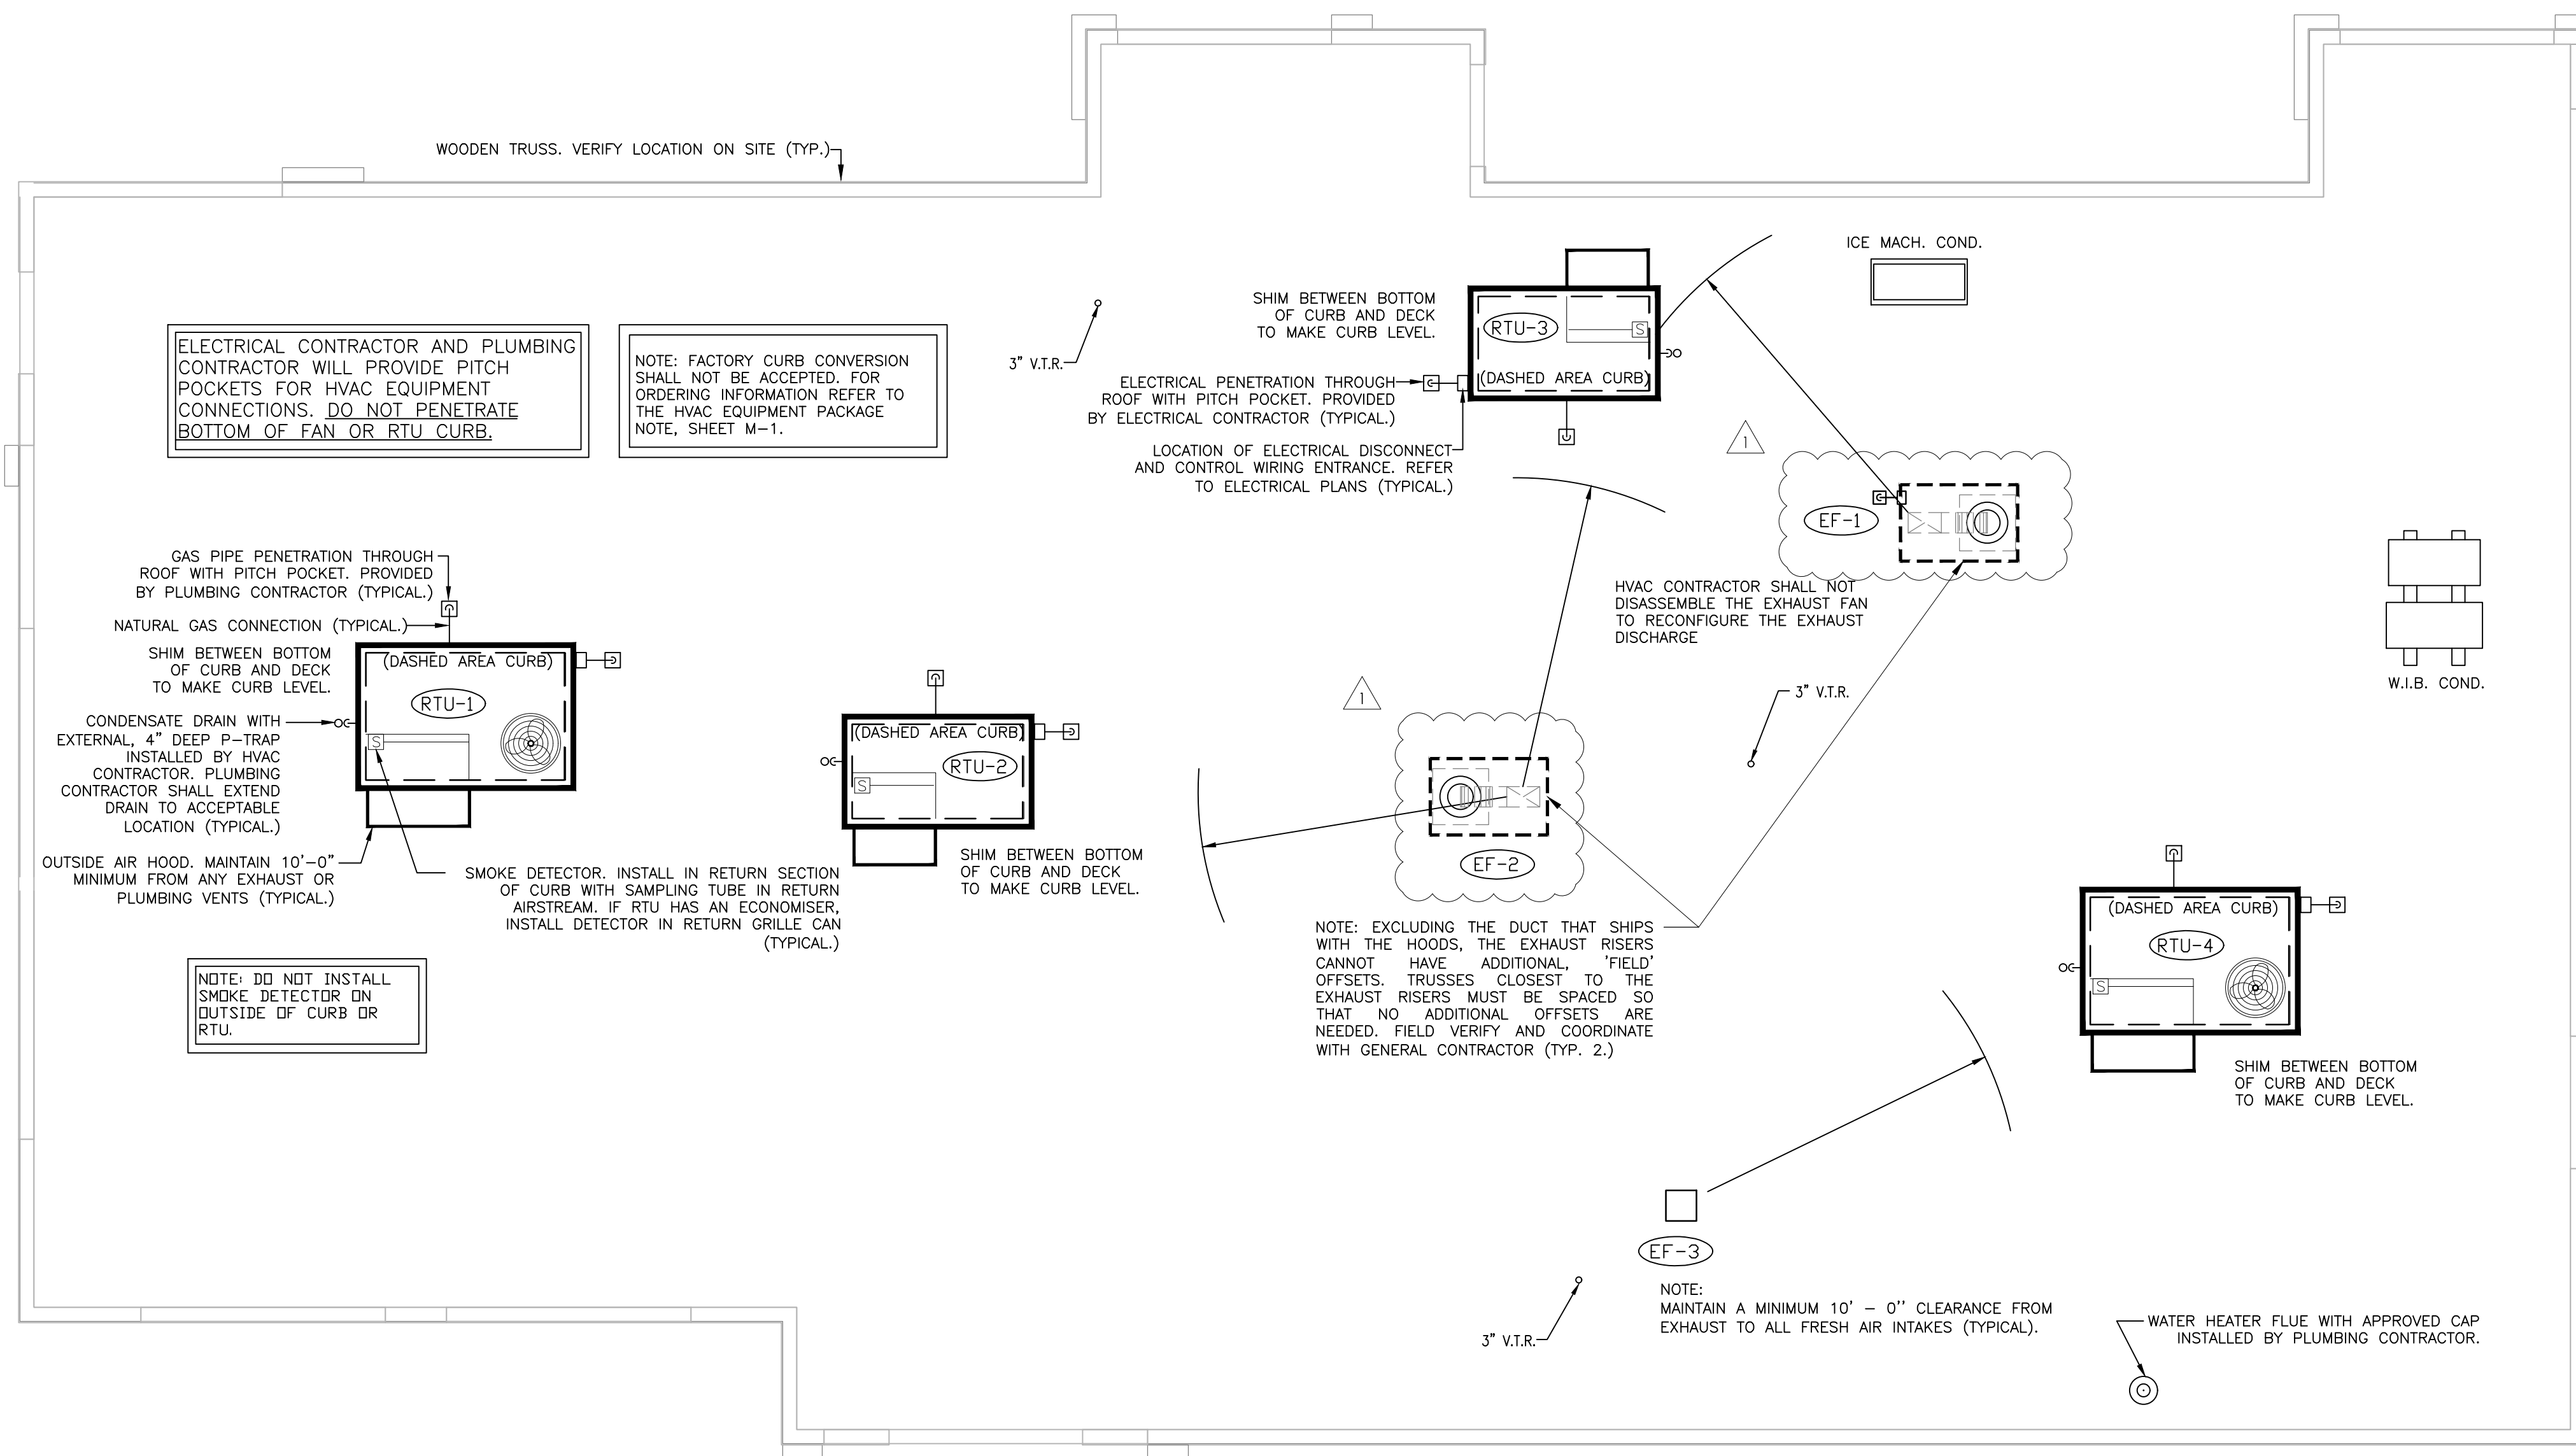 WOODEN TRUSS. VERIFY LOCATION ON SITE (TYP.)
ICE MACH. COND.
ELECTRICAL CONTRACTOR AND PLUMBING
CONTRACTOR WILL PROVIDE PITCH
POCKETS FOR HVAC EQUIPMENT
CONNECTIONS. DO NOT PENETRATE
BOTTOM OF FAN OR RTU CURB.
NOTE: FACTORY CURB CONVERSION
SHALL NOT BE ACCEPTED. FOR
ORDERING INFORMATION REFER TO
THE HVAC EQUIPMENT PACKAGE
NOTE, SHEET M-1.
3" V.T.R.
SHIM BETWEEN BOTTOM
OF CURB AND DECK
TO MAKE CURB LEVEL.
RTU-3
S
(DASHED AREA CURB)
ELECTRICAL PENETRATION THROUGH
ROOF WITH PITCH POCKET. PROVIDED
BY ELECTRICAL CONTRACTOR (TYPICAL.)
LOCATION OF ELECTRICAL DISCONNECT
AND CONTROL WIRING ENTRANCE. REFER
TO ELECTRICAL PLANS (TYPICAL.)
1
EF-1
HVAC CONTRACTOR SHALL NOT
DISASSEMBLE THE EXHAUST FAN
TO RECONFIGURE THE EXHAUST
DISCHARGE
W.I.B. COND.
GAS PIPE PENETRATION THROUGH
ROOF WITH PITCH POCKET. PROVIDED
BY PLUMBING CONTRACTOR (TYPICAL.)
NATURAL GAS CONNECTION (TYPICAL.)
SHIM BETWEEN BOTTOM
OF CURB AND DECK
TO MAKE CURB LEVEL.
(DASHED AREA CURB)
RTU-1
S
CONDENSATE DRAIN WITH
EXTERNAL, 4" DEEP P-TRAP
INSTALLED BY HVAC
CONTRACTOR. PLUMBING
CONTRACTOR SHALL EXTEND
DRAIN TO ACCEPTABLE
LOCATION (TYPICAL.)
OUTSIDE AIR HOOD. MAINTAIN 10'-0"
MINIMUM FROM ANY EXHAUST OR
PLUMBING VENTS (TYPICAL.)
SMOKE DETECTOR. INSTALL IN RETURN SECTION
OF CURB WITH SAMPLING TUBE IN RETURN
AIRSTREAM. IF RTU HAS AN ECONOMISER,
INSTALL DETECTOR IN RETURN GRILLE CAN
(TYPICAL.)
(DASHED AREA CURB)
RTU-2
S
SHIM BETWEEN BOTTOM
OF CURB AND DECK
TO MAKE CURB LEVEL.
1
EF-2
3" V.T.R.
NOTE: EXCLUDING THE DUCT THAT SHIPS
WITH THE HOODS, THE EXHAUST RISERS
CANNOT HAVE ADDITIONAL, 'FIELD'
OFFSETS. TRUSSES CLOSEST TO THE
EXHAUST RISERS MUST BE SPACED SO
THAT NO ADDITIONAL OFFSETS ARE
NEEDED. FIELD VERIFY AND COORDINATE
WITH GENERAL CONTRACTOR (TYP. 2.)
(DASHED AREA CURB)
RTU-4
S
SHIM BETWEEN BOTTOM
OF CURB AND DECK
TO MAKE CURB LEVEL.
NOTE: DO NOT INSTALL
SMOKE DETECTOR ON
OUTSIDE OF CURB OR
RTU.
EF-3
NOTE:
MAINTAIN A MINIMUM 10' - 0'' CLEARANCE FROM
EXHAUST TO ALL FRESH AIR INTAKES (TYPICAL).
3" V.T.R.
WATER HEATER FLUE WITH APPROVED CAP
INSTALLED BY PLUMBING CONTRACTOR.